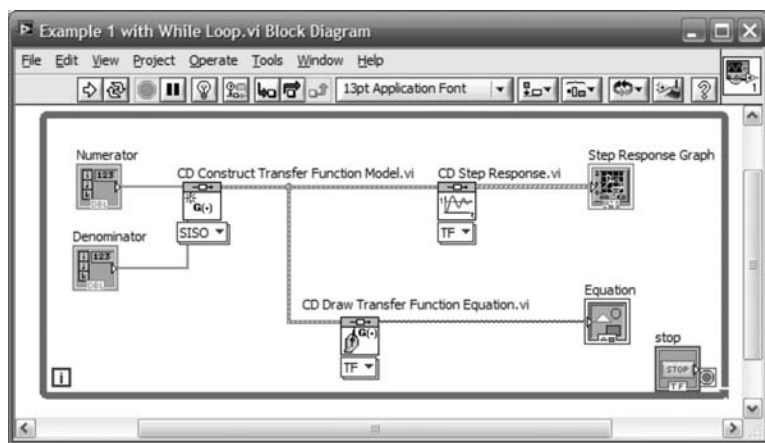 Example 1 with While Loop.vi Block Diagram
File Edit View Project Operate Tools Window Help
13pt Application Font
1
Numerator
123
DBL
CD Construct Transfer Function Model.vi
G(·)
SISO
CD Step Response.vi
TF
Step Response Graph
Denominator
123
DBL
CD Draw Transfer Function Equation.vi
G(·)
TF
Equation
stop
STOP
TF
i